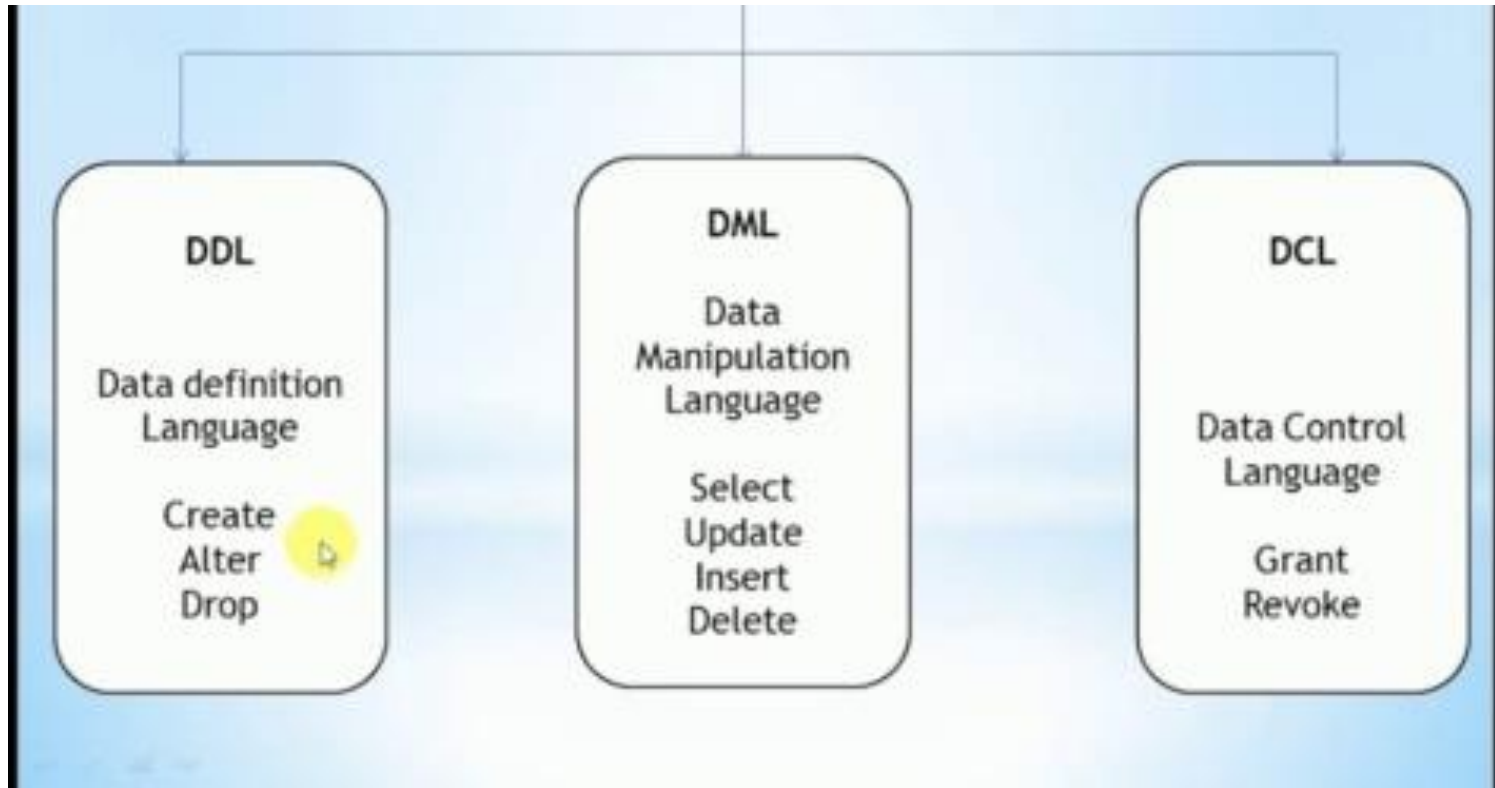 DDL
Data definition
Language
Create
Alter
Drop
DML
Data
Manipulation
Language
Select
Update
Insert
Delete
DCL
Data Control
Language
Grant
Revoke